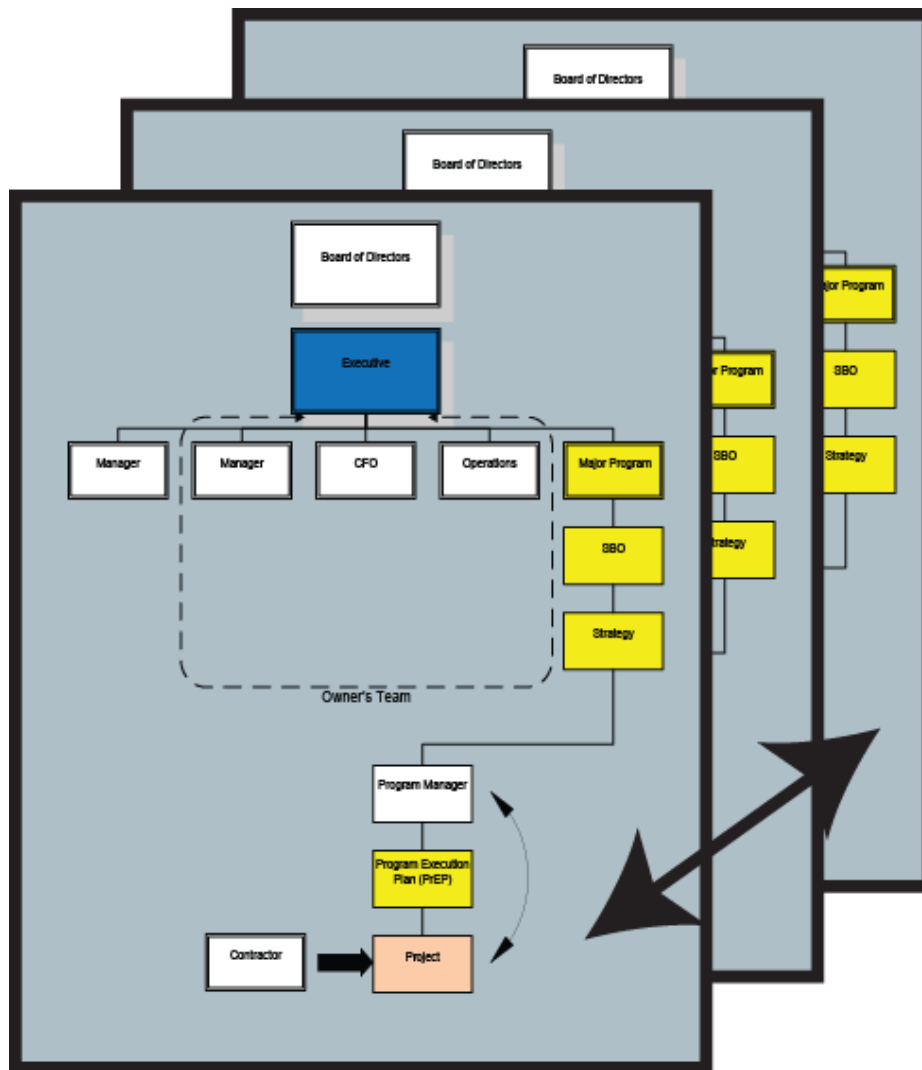 Board of Directors
Board of Directors
Board of Directors
Executive
Manager
Manager
CFO
Operations
Major Program
SBO
Strategy
Owner's Team
Program Manager
Program Execution
Plan (PrEP)
Contractor
Project
Program
SBO
Program
SBO
Strategy